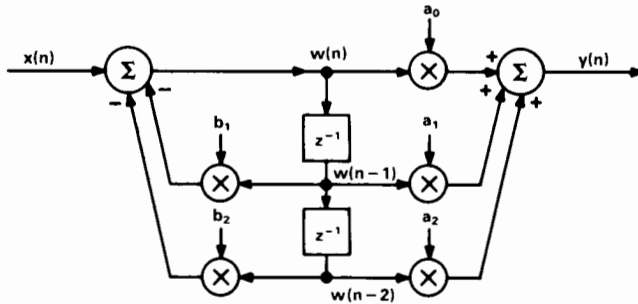 a₀
x(n) Σ w(n) × + Σ y(n)
− − + +
b₁ z⁻¹ a₁
× w(n−1) ×
b₂ z⁻¹ a₂
× w(n−2) ×